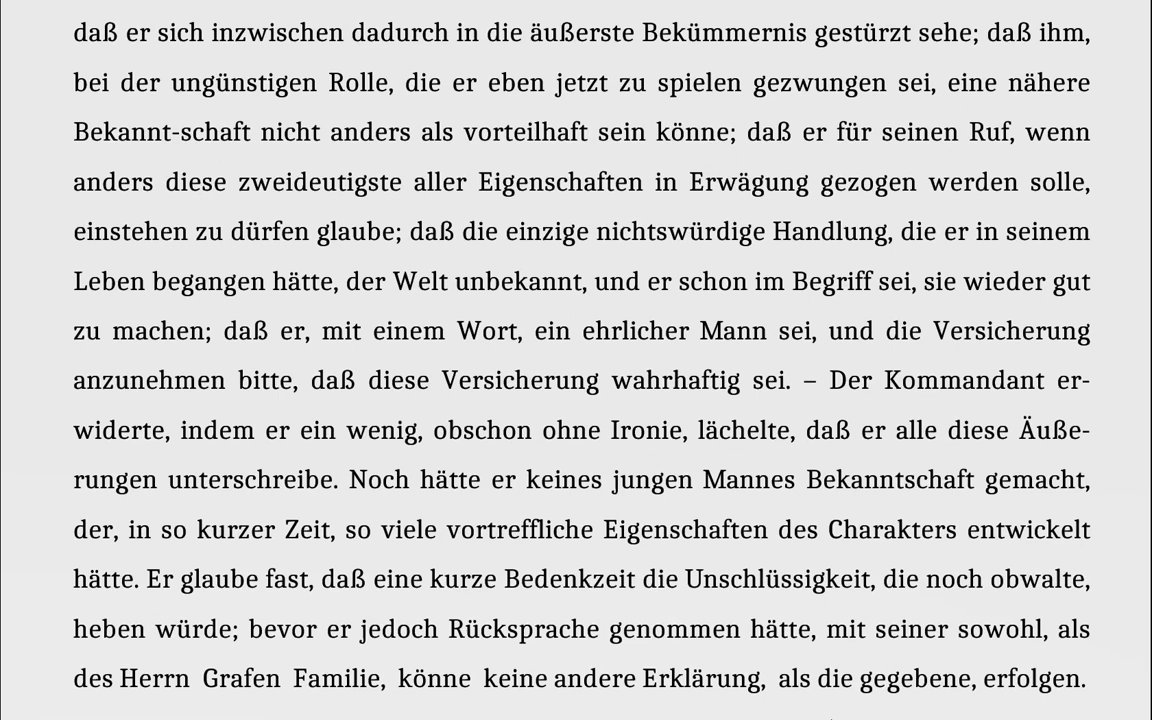 daß er sich inzwischen dadurch in die äußerste Bekümmernis gestürzt sehe; daß ihm,
bei der ungünstigen Rolle, die er eben jetzt zu spielen gezwungen sei, eine nähere
Bekannt-schaft nicht anders als vorteilhaft sein könne; daß er für seinen Ruf, wenn
anders diese zweideutigste aller Eigenschaften in Erwägung gezogen werden solle,
einstehen zu dürfen glaube; daß die einzige nichtswürdige Handlung, die er in seinem
Leben begangen hätte, der Welt unbekannt, und er schon im Begriff sei, sie wieder gut
zu machen; daß er, mit einem Wort, ein ehrlicher Mann sei, und die Versicherung
anzunehmen bitte, daß diese Versicherung wahrhaftig sei. – Der Kommandant er-
widerte, indem er ein wenig, obschon ohne Ironie, lächelte, daß er alle diese Äuße-
rungen unterschreibe. Noch hätte er keines jungen Mannes Bekanntschaft gemacht,
der, in so kurzer Zeit, so viele vortreffliche Eigenschaften des Charakters entwickelt
hätte. Er glaube fast, daß eine kurze Bedenkzeit die Unschlüssigkeit, die noch obwalte,
heben würde; bevor er jedoch Rücksprache genommen hätte, mit seiner sowohl, als
des Herrn Grafen Familie, könne keine andere Erklärung, als die gegebene, erfolgen.